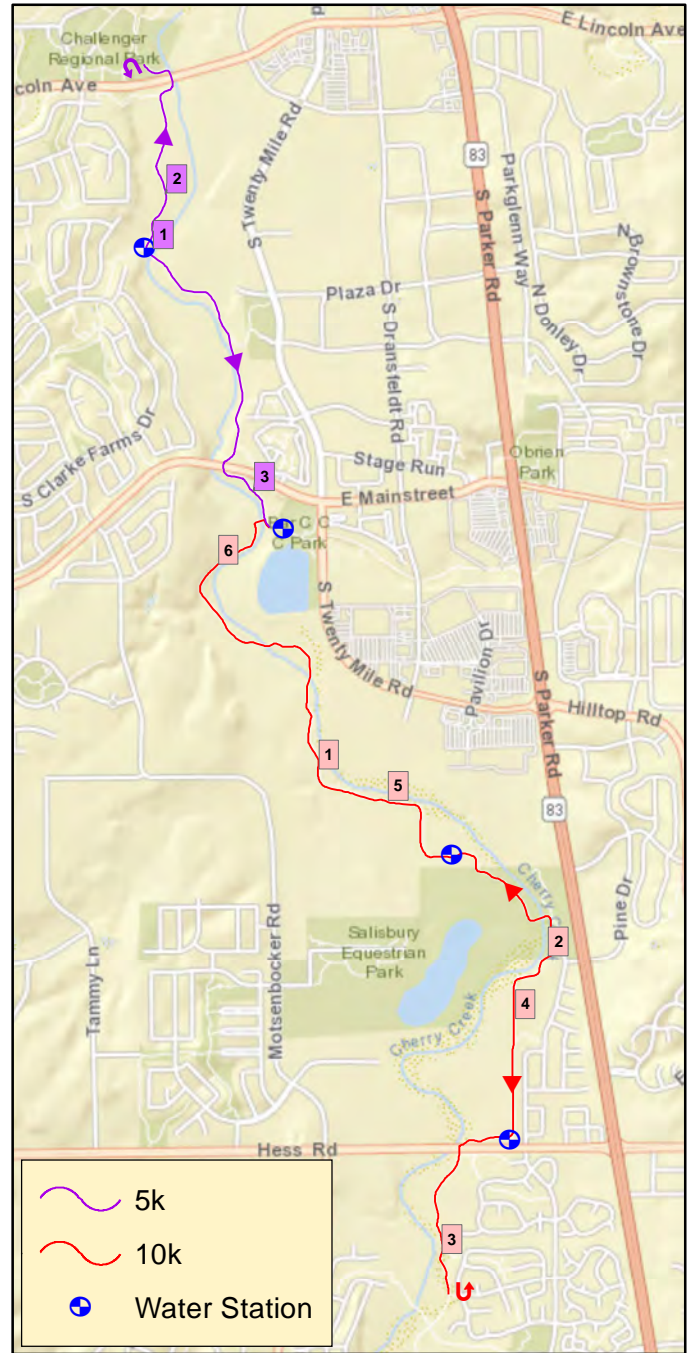 Challenger
Regional Park
E Lincoln Ave
coln Ave
S Twenty Mile Rd
83
S Parker Rd
Parkglenn Way
N Brownstone Dr
2
1
Plaza Dr
S Dransfeldt Rd
N Donley Dr
S Clarke Farms Dr
Stage Run
Obrien
Park
3
E Mainstreet
C C
C Park
6
S Twenty Mile Rd
Pavilion Dr
S Parker Rd
Hilltop Rd
1
5
83
Cherry
Pine Dr
2
Salisbury
Equestrian
Park
Motsenbocker Rd
Tammy Ln
4
Cherry Creek
Hess Rd
3
5k
10k
Water Station